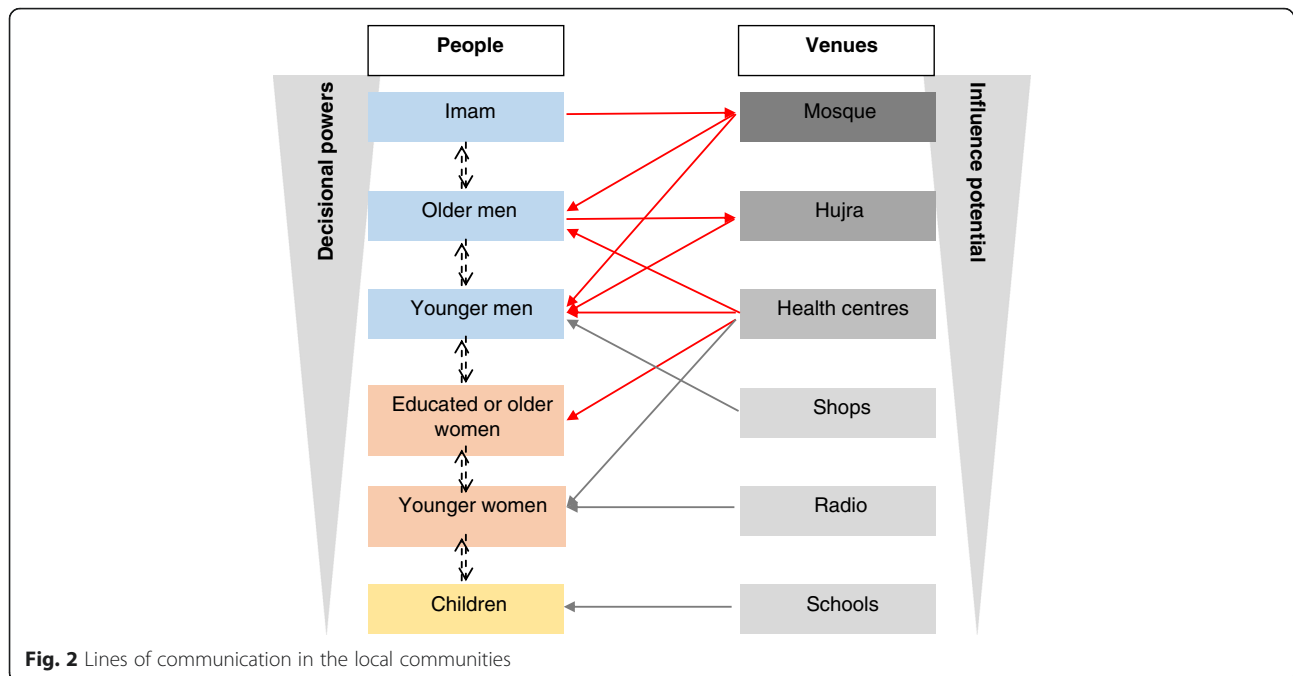 People
Venues
Decisional powers
Influence potential
Imam
Mosque
Older men
Hujra
Younger men
Health centres
Educated or older
women
Shops
Younger women
Radio
Children
Schools
Fig. 2 Lines of communication in the local communities